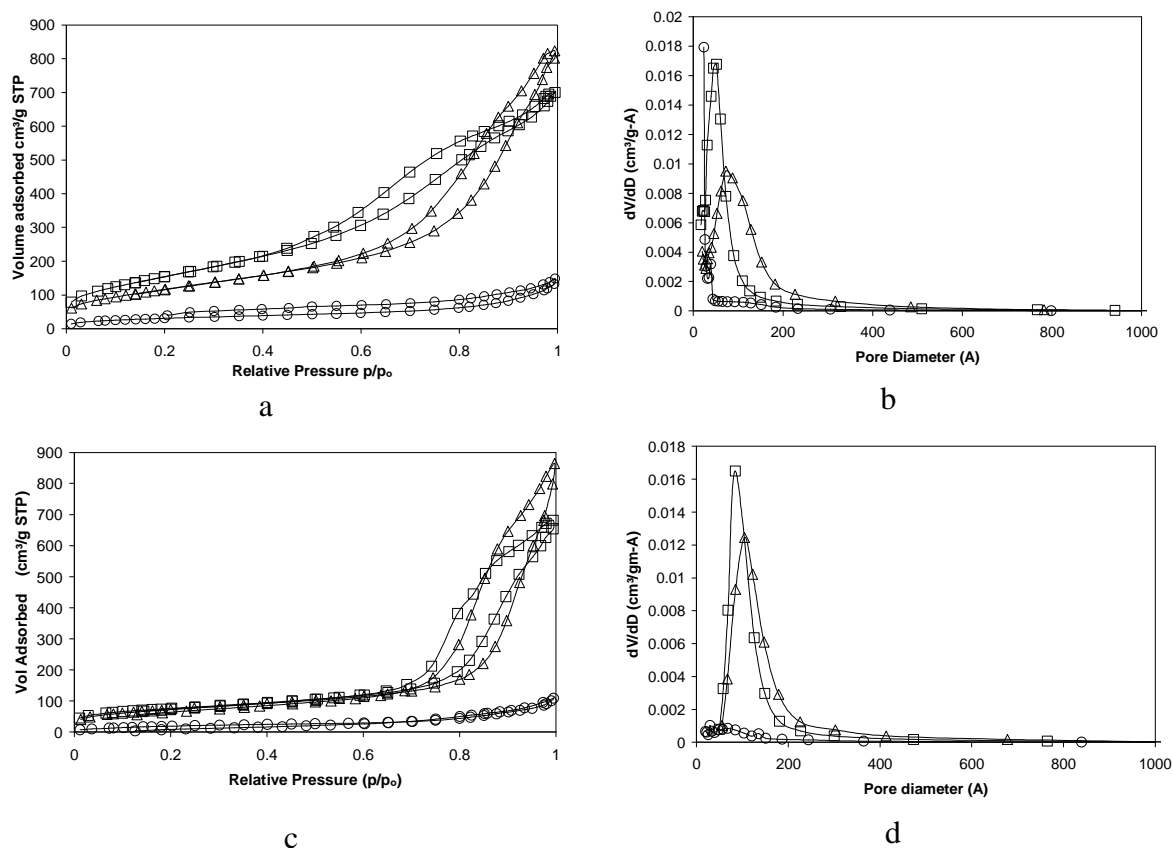 900
800
700
600
500
400
300
200
100
0
0 0.2 0.4 0.6 0.8 1
Volume adsorbed cm³/g STP
Relative Pressure p/pₒ
a
0.02
0.018
0.016
0.014
0.012
0.01
0.008
0.006
0.004
0.002
0
0 200 400 600 800 1000
dV/dD (cm³/g-A)
Pore Diameter (A)
b
900
800
700
600
500
400
300
200
100
0
0 0.2 0.4 0.6 0.8 1
Vol Adsorbed (cm³/g STP)
Relative Pressure (p/pₒ)
c
0.018
0.016
0.014
0.012
0.01
0.008
0.006
0.004
0.002
0
0 200 400 600 800 1000
dV/dD (cm³/gm-A)
Pore diameter (A)
d